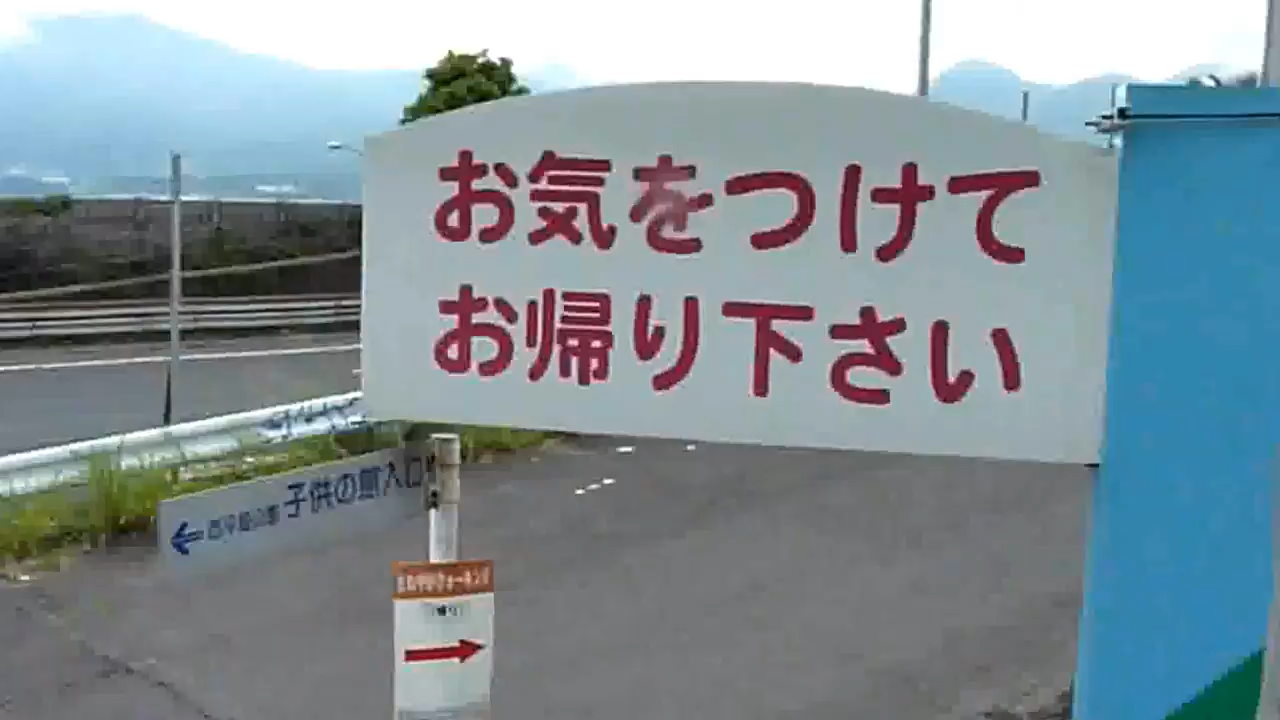 お気をつけて
お帰り下さい
← 子供の館入口